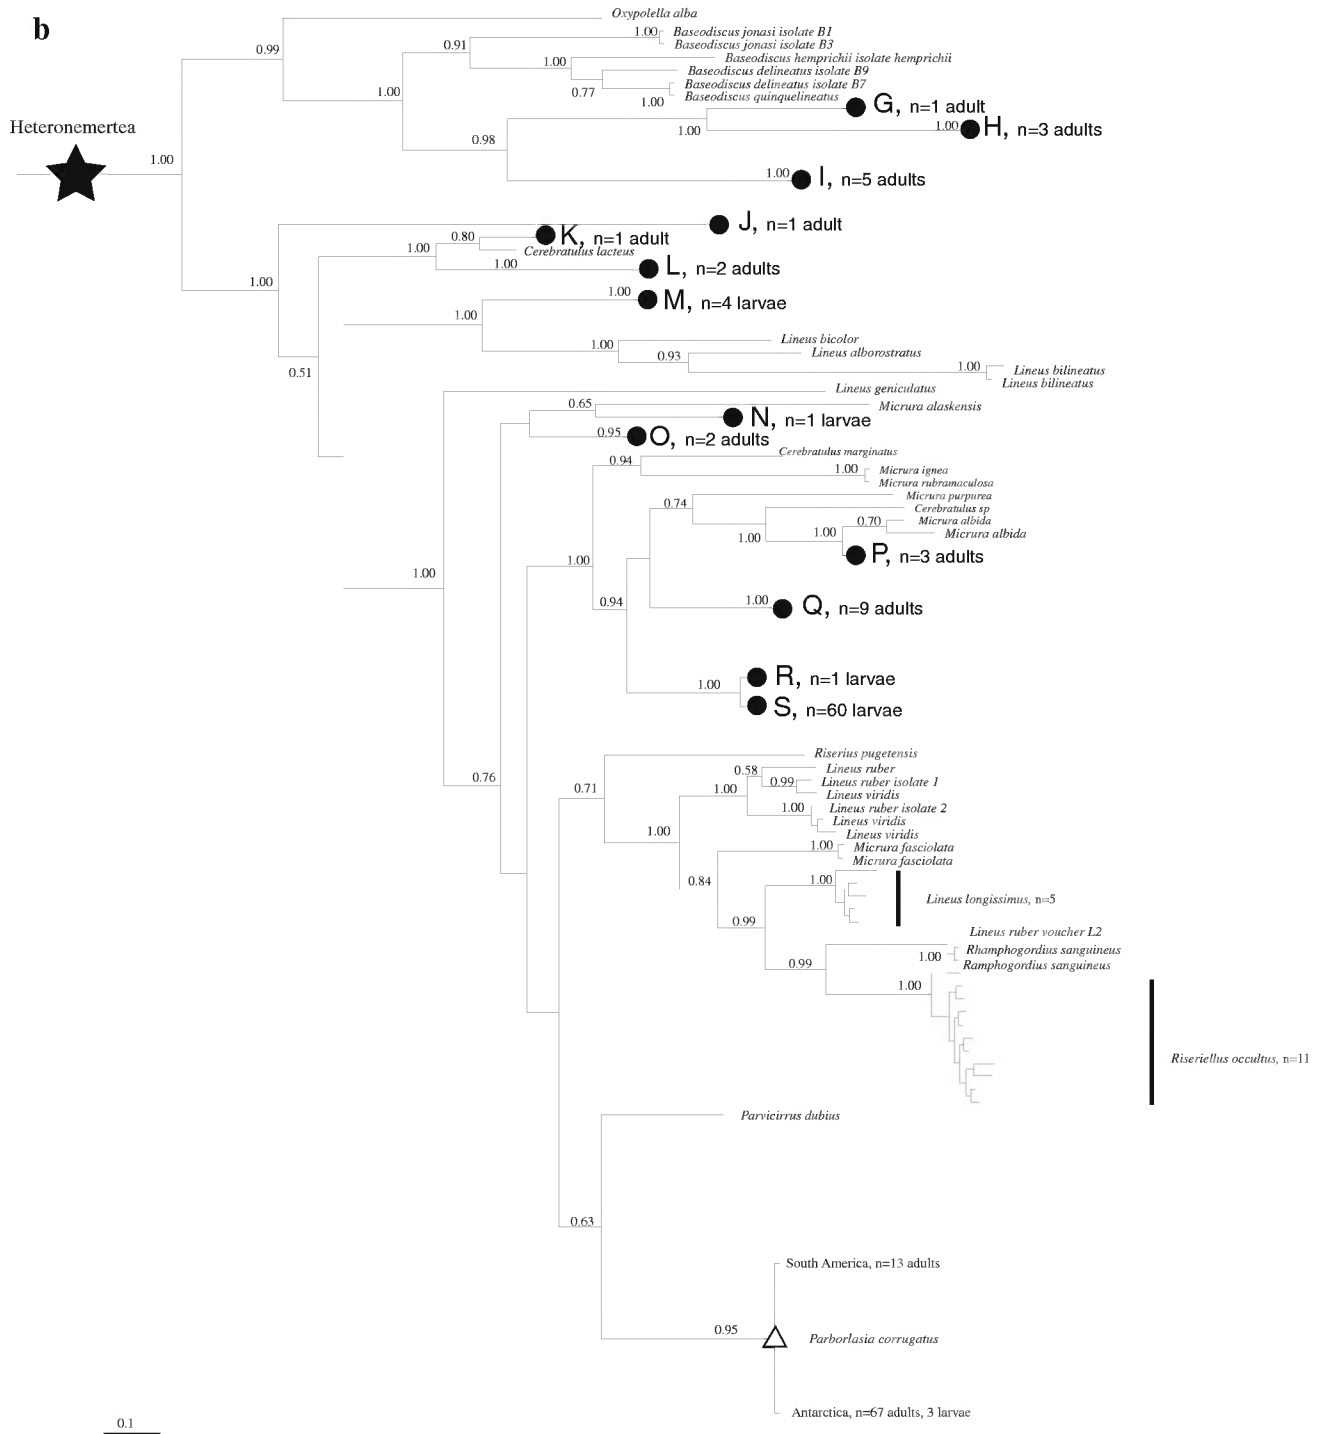 b
Oxypolella alba
1.00
Baseodiscus jonasi isolate B1
Baseodiscus jonasi isolate B3
0.99
0.91
1.00
Baseodiscus hemprichii isolate hemprichii
Baseodiscus delineatus isolate B9
Baseodiscus delineatus isolate B7
Baseodiscus quinquelineatus
0.77
1.00
1.00
G, n=1 adult
Heteronemertea
1.00
1.00
H, n=3 adults
0.98
1.00
1.00
I, n=5 adults
J, n=1 adult
0.80
K, n=1 adult
1.00
Cerebratulus lacteus
1.00
L, n=2 adults
1.00
1.00
M, n=4 larvae
1.00
Lineus bicolor
1.00
Lineus alborostratus
0.93
1.00
Lineus bilineatus
Lineus bilineatus
0.51
Lineus geniculatus
0.65
Micrura alaskensis
N, n=1 larvae
0.95
O, n=2 adults
Cerebratulus marginatus
0.94
1.00
Micrura ignea
Micrura rubramaculosa
Micrura purpurea
0.74
Cerebratulus sp
0.70
Micrura albida
Micrura albida
1.00
1.00
P, n=3 adults
1.00
1.00
0.94
1.00
Q, n=9 adults
R, n=1 larvae
1.00
S, n=60 larvae
Riserius pugetensis
0.58
Lineus ruber
0.76
0.99
Lineus ruber isolate 1
0.71
1.00
Lineus viridis
1.00
Lineus ruber isolate 2
Lineus viridis
1.00
Lineus viridis
1.00
Micrura fasciolata
Micrura fasciolata
0.84
1.00
Lineus longissimus, n=5
0.99
Lineus ruber voucher L2
Rhamphogordius sanguineus
1.00
0.99
Ramphogordius sanguineus
1.00
Riseriellus occultus, n=11
Parvicirrus dubius
0.63
South America, n=13 adults
0.95
Parborlasia corrugatus
Antarctica, n=67 adults, 3 larvae
0.1